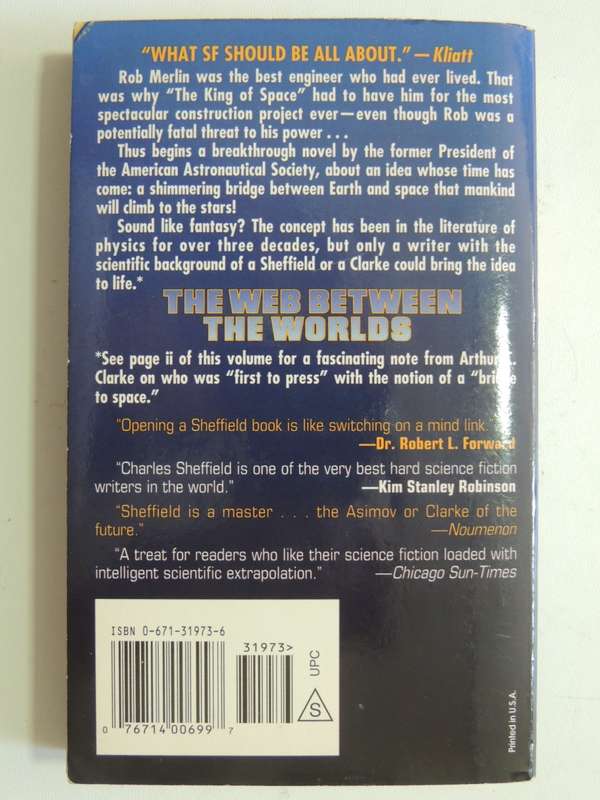 “WHAT SF SHOULD BE ALL ABOUT.” —Kliatt
Rob Merlin was the best engineer who had ever lived. That
was why “The King of Space” had to have him for the most
spectacular construction project ever—even though Rob was a
potentially fatal threat to his power . . .
Thus begins a breakthrough novel by the former President of
the American Astronautical Society, about an idea whose time has
come: a shimmering bridge between Earth and space that mankind
will climb to the stars!
Sound like fantasy? The concept has been in the literature of
physics for over three decades, but only a writer with the
scientific background of a Sheffield or a Clarke could bring the idea
to life.*
THE WEB BETWEEN
THE WORLDS
*See page ii of this volume for a fascinating note from Arthur C.
Clarke on who was “first to press” with the notion of a “bridge
to space.”
“Opening a Sheffield book is like switching on a mind link.
—Dr. Robert L. Forward
“Charles Sheffield is one of the very best hard science fiction
writers in the world.” —Kim Stanley Robinson
“Sheffield is a master . . . the Asimov or Clarke of the
future.” —Noumenon
“A treat for readers who like their science fiction loaded with
intelligent scientific extrapolation.” —Chicago Sun-Times
ISBN 0-671-31973-6
31973>
UPC
S
0 76714 00699 7
Printed in U.S.A.